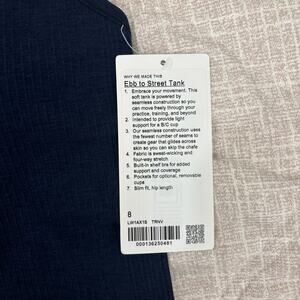 WHY WE MADE THIS
Ebb to Street Tank
1. Embrace your movement. This
soft tank is powered by
seamless construction so you
can move freely through your
practice, training, and beyond
2. Intended to provide light
support for a B/C cup
3. Our seamless construction uses
the fewest number of seams to
create gear that glides across
skin so you can skip the chafe
4. Fabric is sweat-wicking and
four-way stretch
5. Built-in shelf bra for added
support and coverage
6. Pockets for optional, removable
cups
7. Slim fit, hip length
8
LW1AX1S TRNV
000136250481